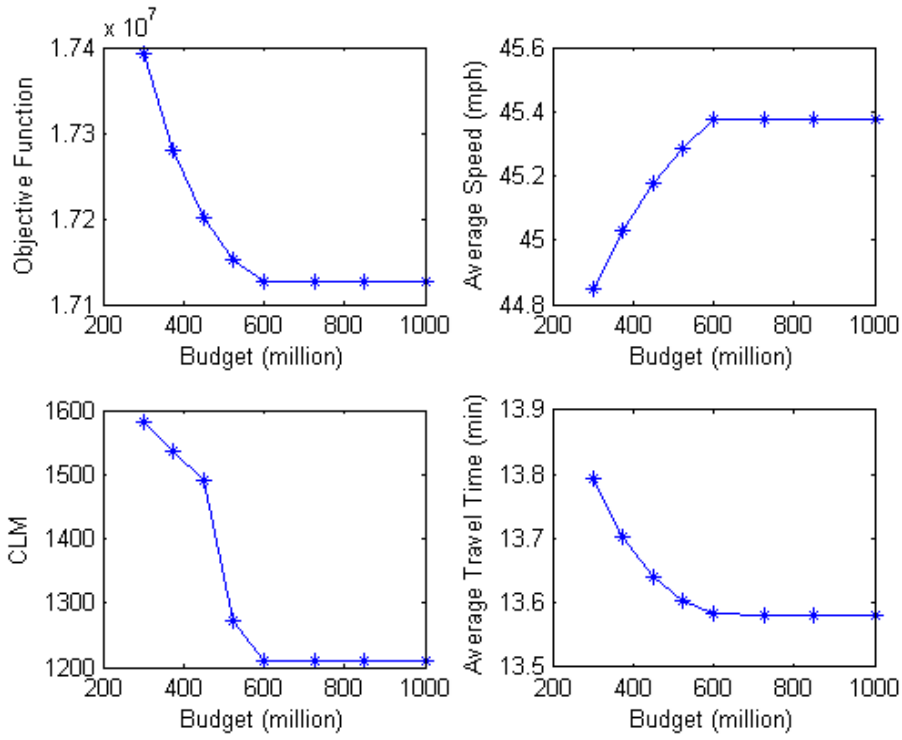 x 10^7
1.74
1.73
1.72
1.71
Objective Function
200 400 600 800 1000
Budget (million)
45.6
45.4
45.2
45
44.8
Average Speed (mph)
200 400 600 800 1000
Budget (million)
1600
1500
1400
1300
1200
CLM
200 400 600 800 1000
Budget (million)
13.9
13.8
13.7
13.6
13.5
Average Travel Time (min)
200 400 600 800 1000
Budget (million)